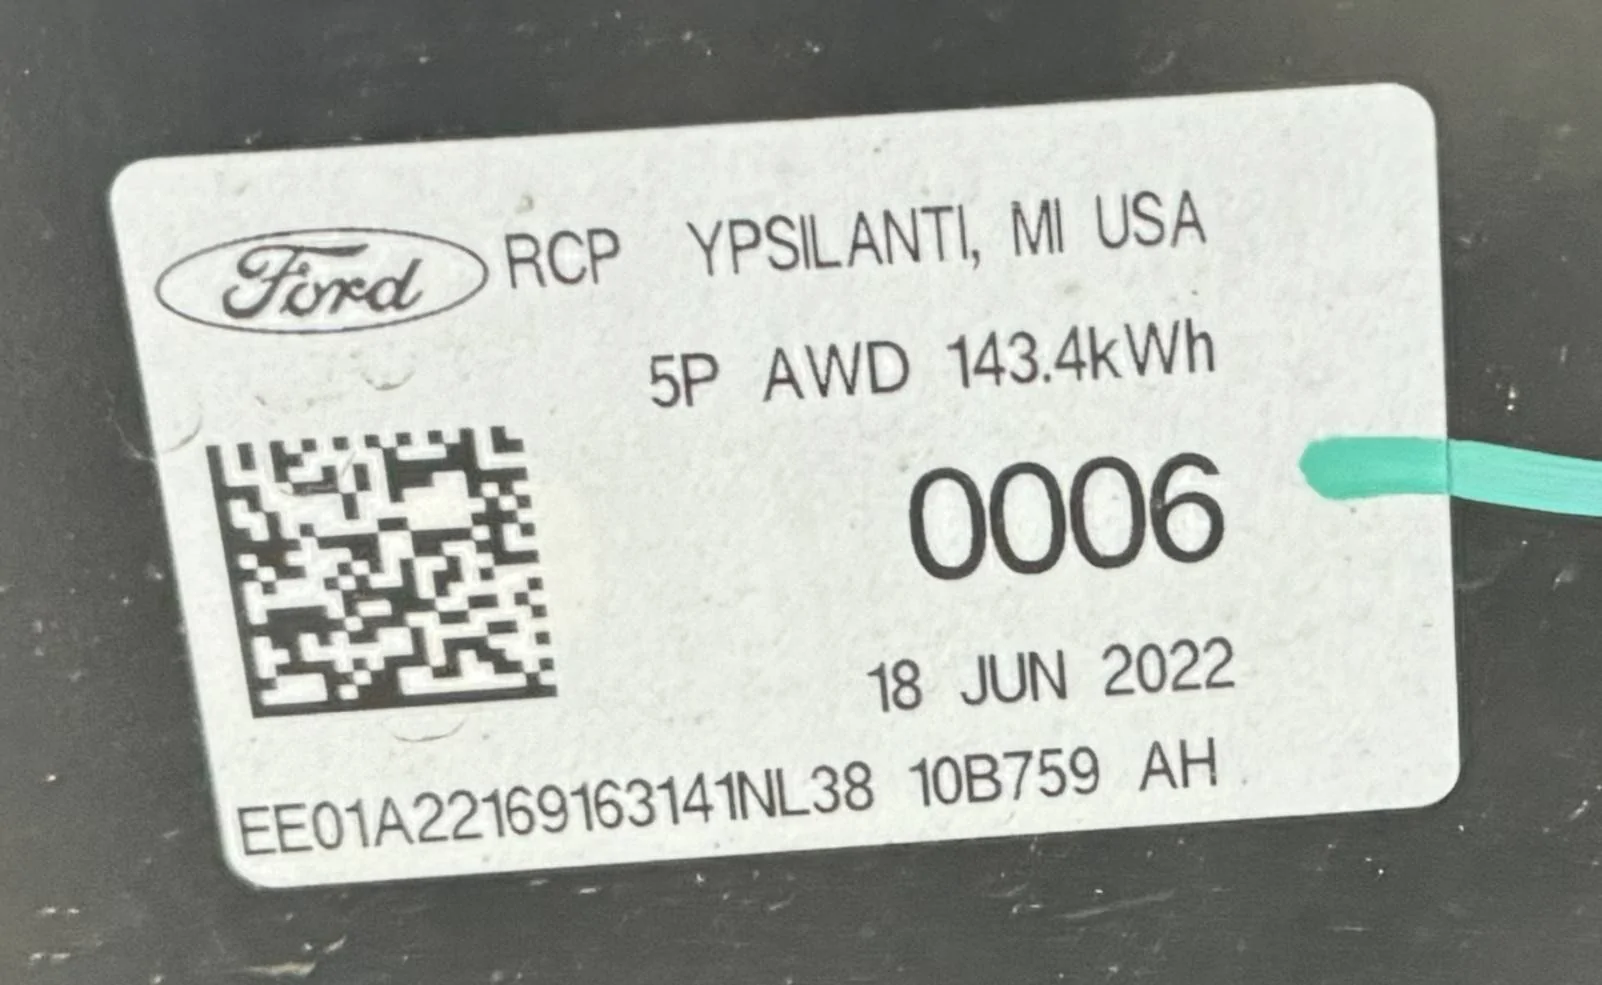 Ford RCP YPSILANTI, MI USA
5P AWD 143.4kWh
0006
18 JUN 2022
EE01A22169163141NL38 10B759 AH